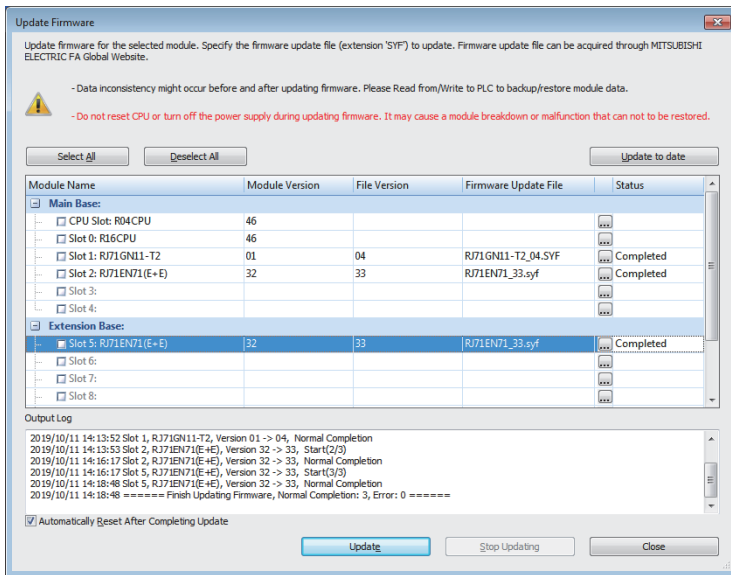 Update Firmware
Update firmware for the selected module. Specify the firmware update file (extension 'SYF') to update. Firmware update file can be acquired through MITSUBISHI
ELECTRIC FA Global Website.
- Data inconsistency might occur before and after updating firmware. Please Read from/Write to PLC to backup/restore module data.
- Do not reset CPU or turn off the power supply during updating firmware. It may cause a module breakdown or malfunction that can not to be restored.
Select All Deselect All Update to date
Module Name Module Version File Version Firmware Update File Status
Main Base:
CPU Slot: R04CPU 46 ...
Slot 0: R16CPU 46 ...
Slot 1: RJ71GN11-T2 01 04 RJ71GN11-T2_04.SYF ... Completed
Slot 2: RJ71EN71(E+E) 32 33 RJ71EN71_33.syf ... Completed
Slot 3: ...
Slot 4: ...
Extension Base:
Slot 5: RJ71EN71(E+E) 32 33 RJ71EN71_33.syf ... Completed
Slot 6: ...
Slot 7: ...
Slot 8: ...
Output Log
2019/10/11 14:13:52 Slot 1, RJ71GN11-T2, Version 01 -> 04, Normal Completion
2019/10/11 14:13:53 Slot 2, RJ71EN71(E+E), Version 32 -> 33, Start(2/3)
2019/10/11 14:16:17 Slot 2, RJ71EN71(E+E), Version 32 -> 33, Normal Completion
2019/10/11 14:16:17 Slot 5, RJ71EN71(E+E), Version 32 -> 33, Start(3/3)
2019/10/11 14:18:48 Slot 5, RJ71EN71(E+E), Version 32 -> 33, Normal Completion
2019/10/11 14:18:48 ====== Finish Updating Firmware, Normal Completion: 3, Error: 0 ======
Automatically Reset After Completing Update
Update Stop Updating Close